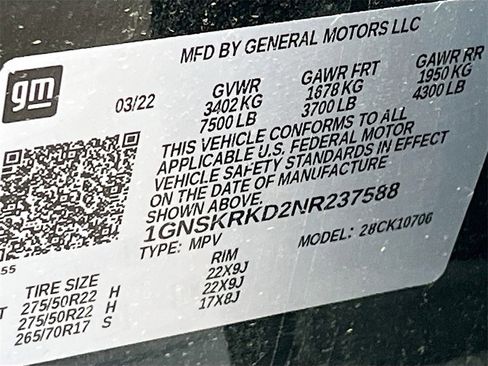 MFD BY GENERAL MOTORS LLC
gm
03/22
GVWR
3402 KG
7500 LB
GAWR FRT
1678 KG
3700 LB
GAWR RR
1950 KG
4300 LB
THIS VEHICLE CONFORMS TO ALL
APPLICABLE U.S. FEDERAL MOTOR
VEHICLE SAFETY STANDARDS IN EFFECT
ON THE DATE OF MANUFACTURE
SHOWN ABOVE.
1GNSKRKD2NR237588
TYPE: MPV
MODEL: 28CK10706
55
TIRE SIZE
RIM
T 275/50R22 H 22X9J
275/50R22 H 22X9J
265/70R17 S 17X8J